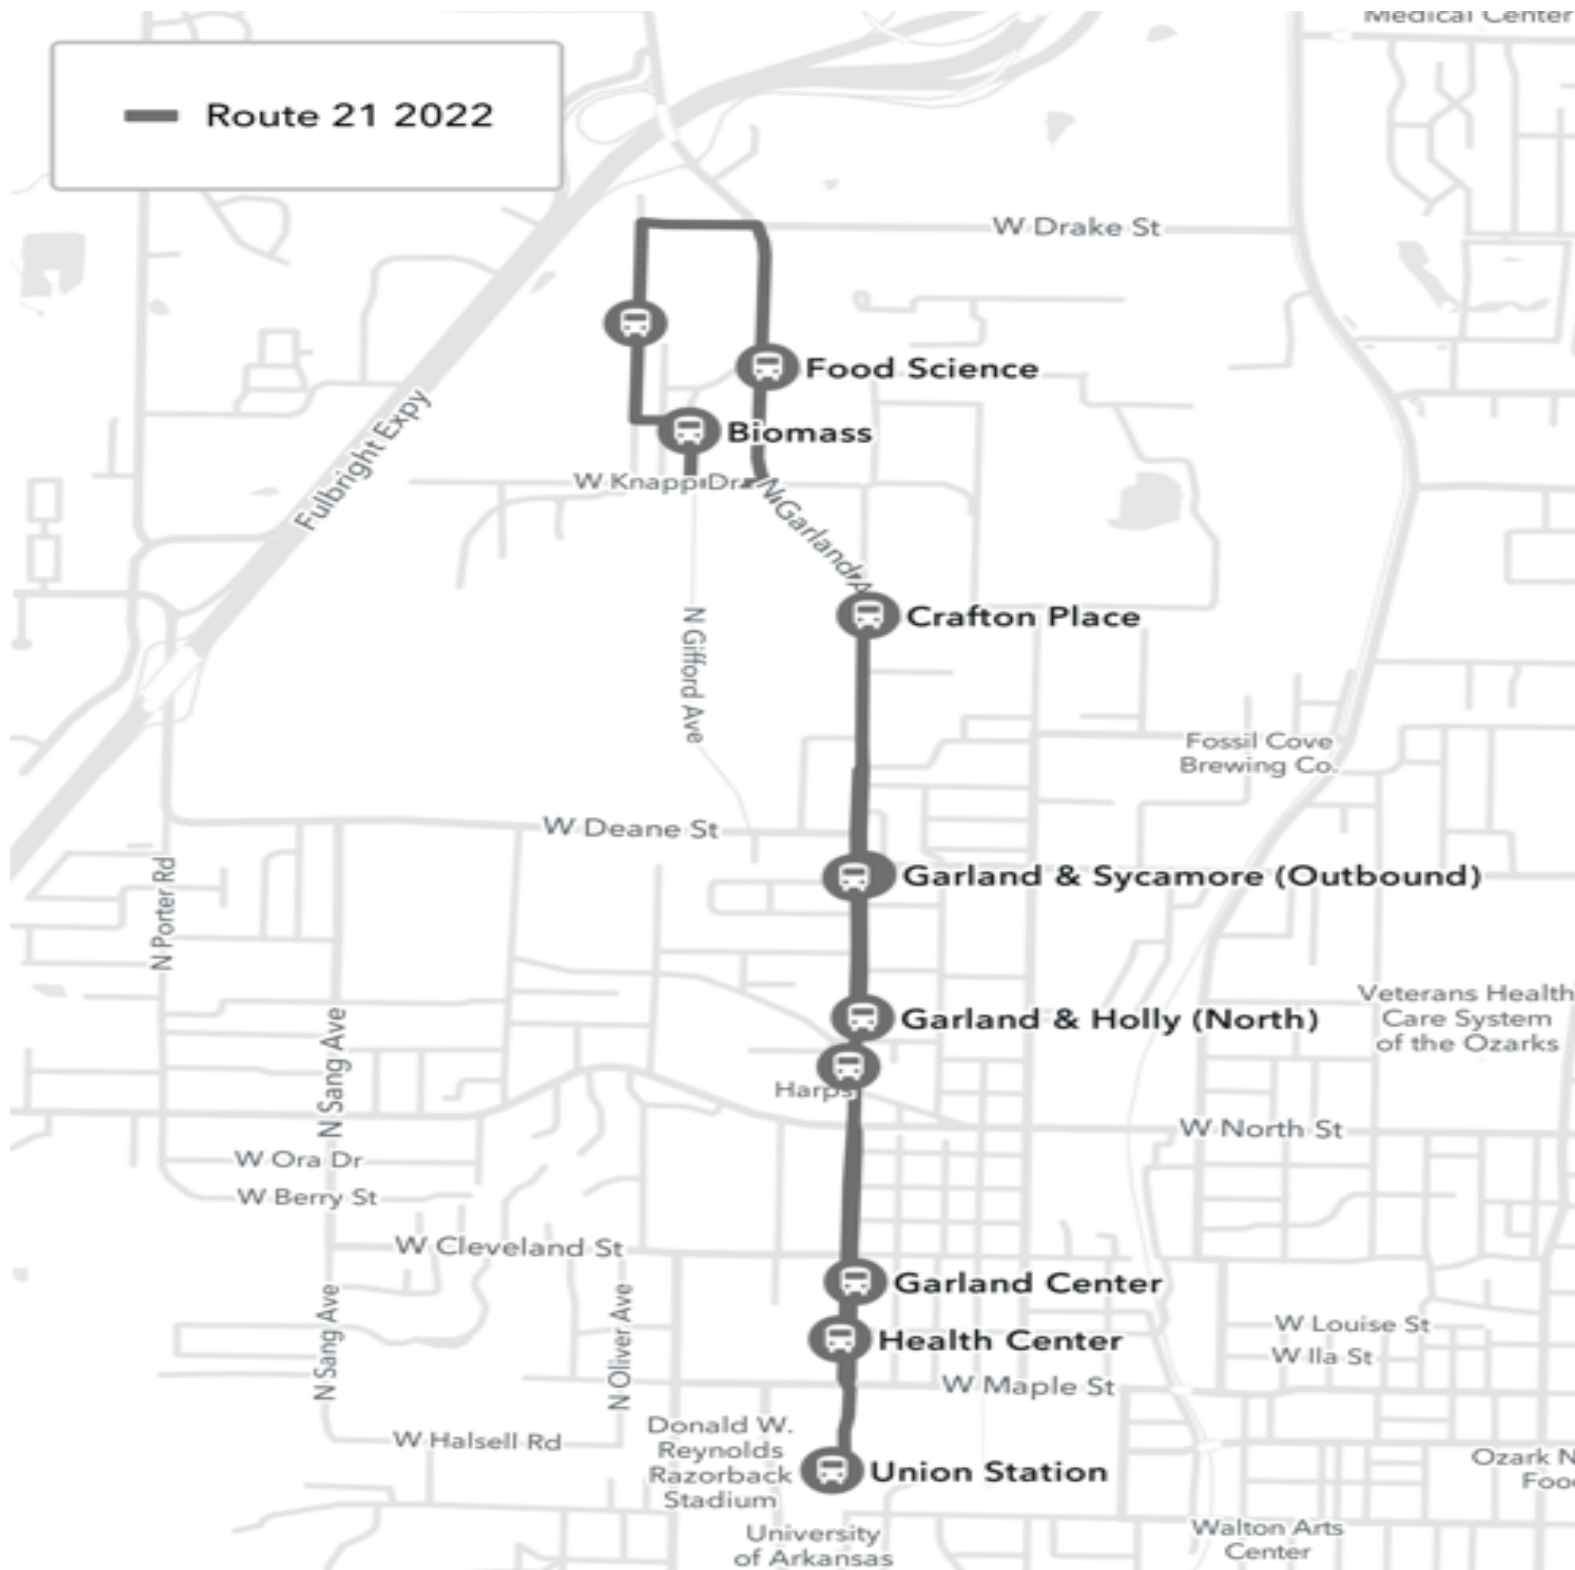 Medical Center
Route 21 2022
W Drake St
Food Science
Biomass
Fulbright Expy
W Knapp Dr
N Garland A
Crafton Place
N Gifford Ave
Fossil Cove
Brewing Co.
W Deane St
Garland & Sycamore (Outbound)
N Porter Rd
Garland & Holly (North)
Veterans Health
Care System
of the Ozarks
N Sang Ave
Harps
W North St
W Ora Dr
W Berry St
W Cleveland St
Garland Center
N Sang Ave
N Oliver Ave
Health Center
W Louise St
W Ila St
W Maple St
Donald W.
Reynolds
Razorback
Stadium
W Halsell Rd
Union Station
Ozark N
Foo
University
of Arkansas
Walton Arts
Center